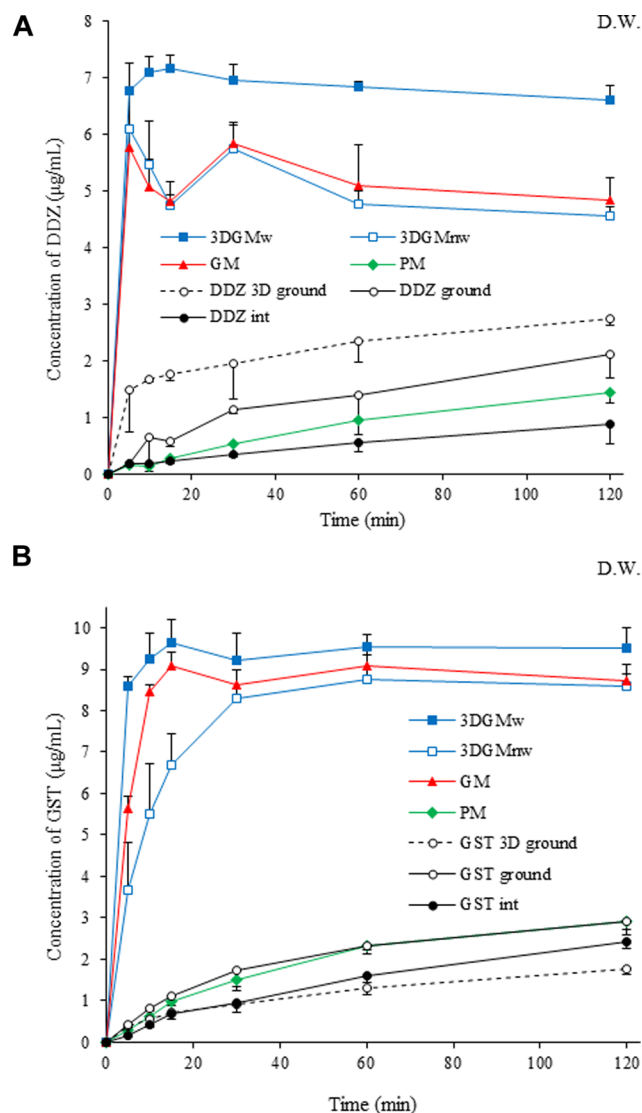 A
D.W.
Concentration of DDZ (µg/mL)
8
7
6
5
4
3
2
1
0
3DGMw
3DGMnw
GM
PM
DDZ 3D ground
DDZ ground
DDZ int
0
20
40
60
80
100
120
Time (min)
B
D.W.
Concentration of GST (µg/mL)
10
9
8
7
6
5
4
3
2
1
0
3DGMw
3DGMnw
GM
PM
GST 3D ground
GST ground
GST int
0
20
40
60
80
100
120
Time (min)